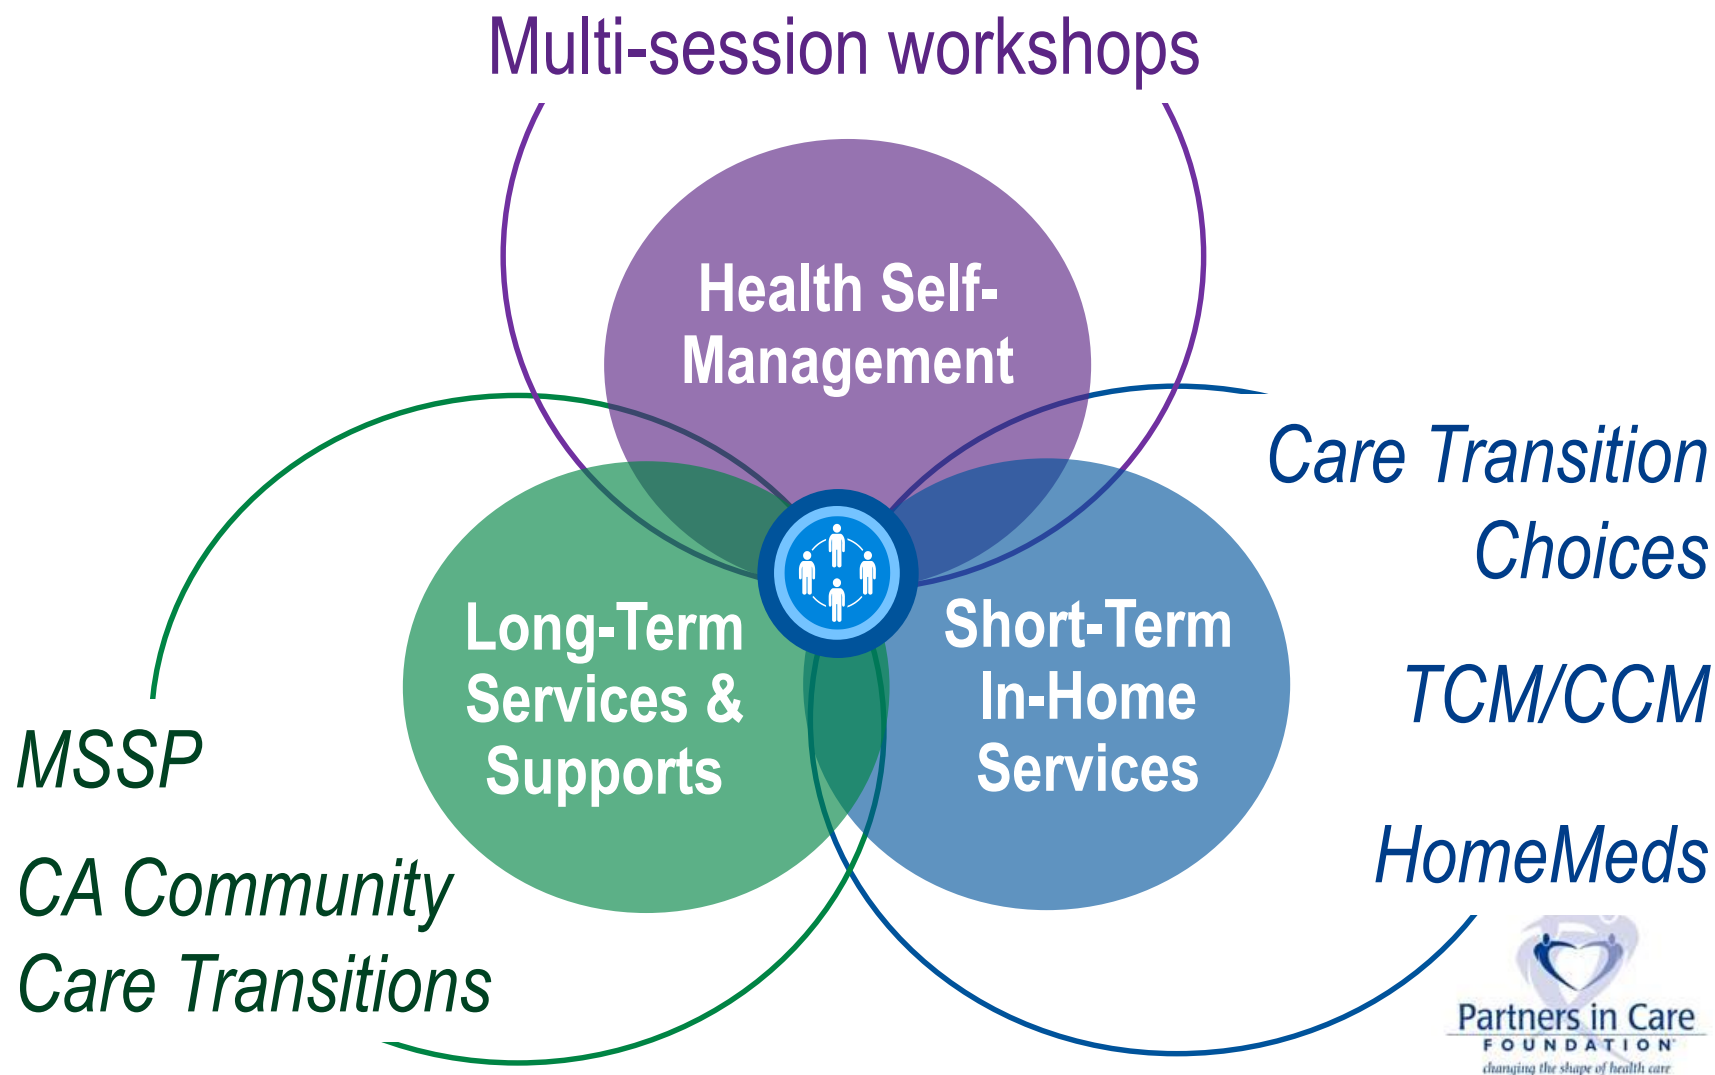 Multi-session workshops
Health Self-
Management
Long-Term
Services &
Supports
Short-Term
In-Home
Services
MSSP
CA Community
Care Transitions
Care Transition
Choices
TCM/CCM
HomeMeds
Partners in Care
FOUNDATION
changing the shape of health care